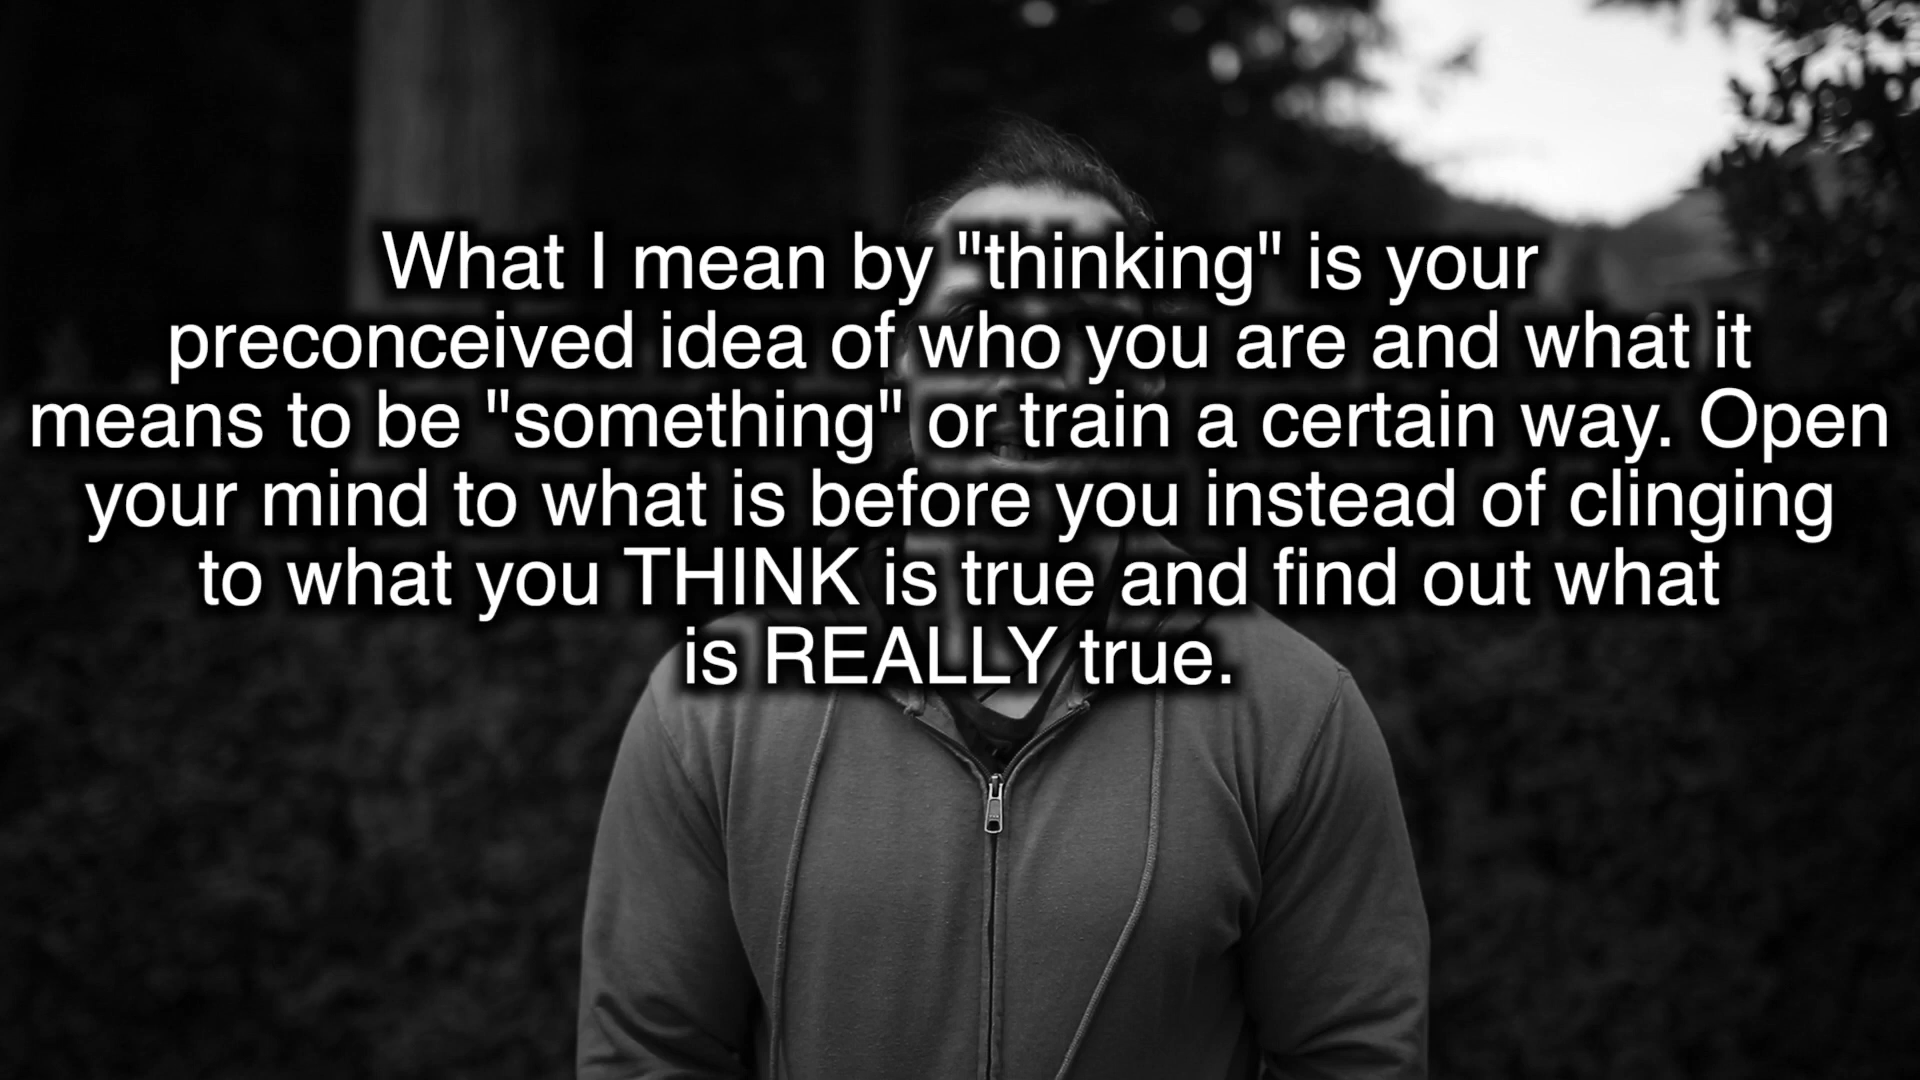 What I mean by "thinking" is your
preconceived idea of who you are and what it
means to be "something" or train a certain way. Open
your mind to what is before you instead of clinging
to what you THINK is true and find out what
is REALLY true.